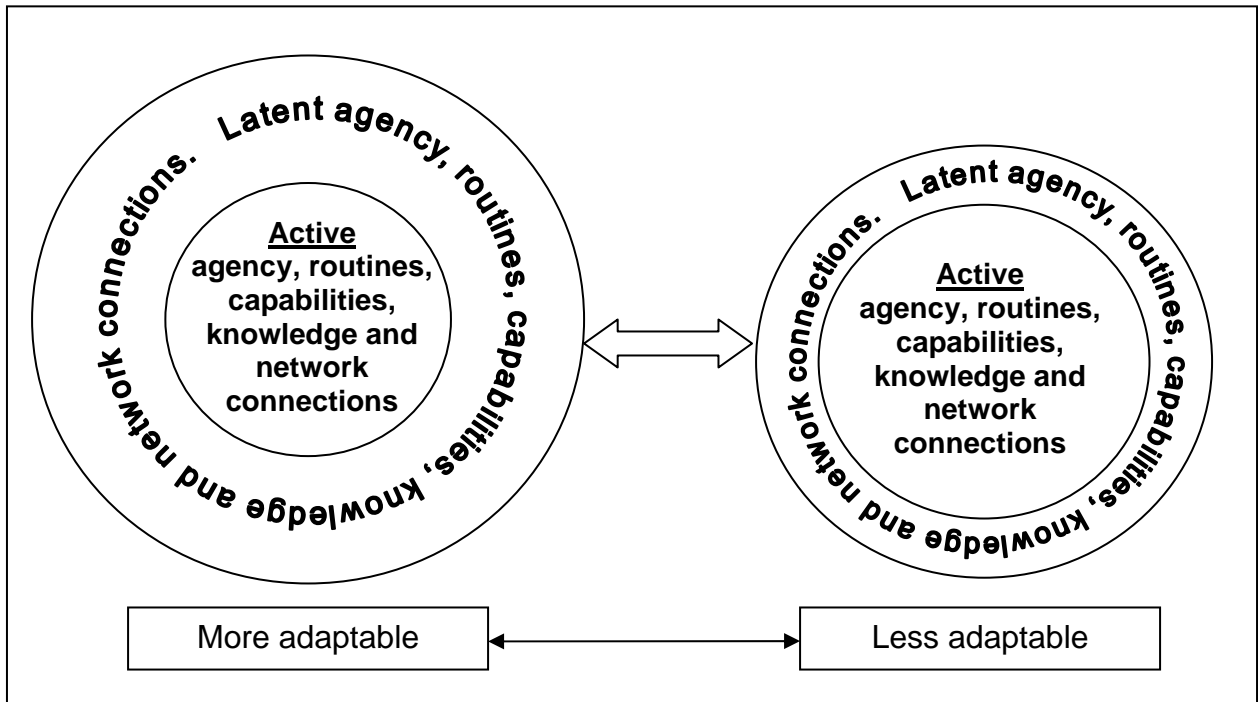 Latent agency, routines, capabilities, knowledge and network connections.
Active
agency, routines,
capabilities,
knowledge and
network
connections
Latent agency, routines, capabilities, knowledge and network connections.
Active
agency, routines,
capabilities,
knowledge and
network
connections
More adaptable
Less adaptable